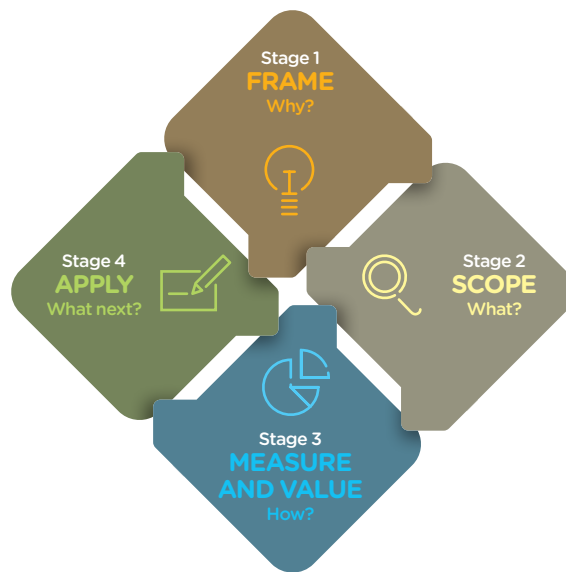 Stage 1
FRAME
Why?
Stage 2
SCOPE
What?
Stage 3
MEASURE
AND VALUE
How?
Stage 4
APPLY
What next?